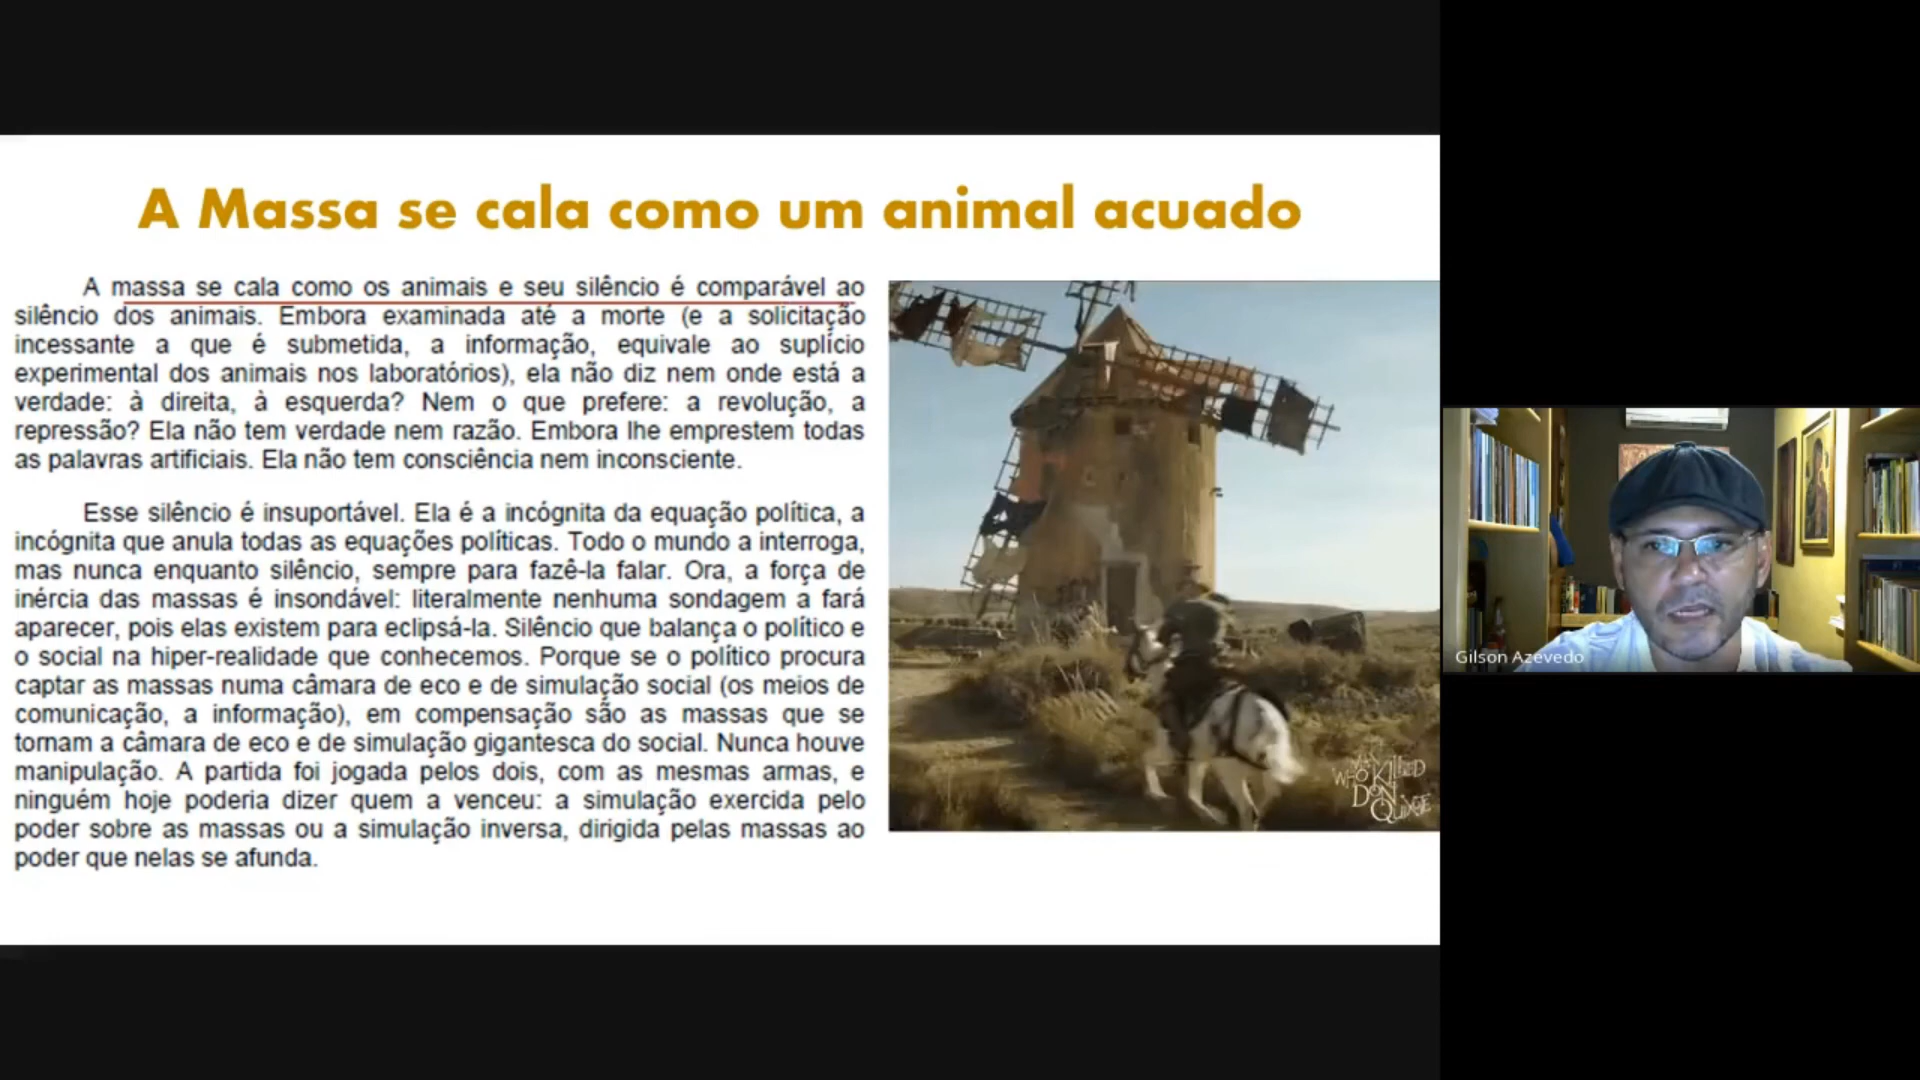 A Massa se cala como um animal acuado
A massa se cala como os animais e seu silêncio é comparável ao
silêncio dos animais. Embora examinada até a morte (e a solicitação
incessante a que é submetida, a informação, equivale ao suplício
experimental dos animais nos laboratórios), ela não diz nem onde está a
verdade: à direita, à esquerda? Nem o que prefere: a revolução, a
repressão? Ela não tem verdade nem razão. Embora lhe emprestem todas
as palavras artificiais. Ela não tem consciência nem inconsciente.
Esse silêncio é insuportável. Ela é a incógnita da equação política, a
incógnita que anula todas as equações políticas. Todo o mundo a interroga,
mas nunca enquanto silêncio, sempre para fazê-la falar. Ora, a força de
inércia das massas é insondável: literalmente nenhuma sondagem a fará
aparecer, pois elas existem para eclipsá-la. Silêncio que balança o político e
o social na hiper-realidade que conhecemos. Porque se o político procura
captar as massas numa câmara de eco e de simulação social (os meios de
comunicação, a informação), em compensação são as massas que se
tornam a câmara de eco e de simulação gigantesca do social. Nunca houve
manipulação. A partida foi jogada pelos dois, com as mesmas armas, e
ninguém hoje poderia dizer quem a venceu: a simulação exercida pelo
poder sobre as massas ou a simulação inversa, dirigida pelas massas ao
poder que nelas se afunda.
WHO KILLED
DON
QUIXOTE
Gilson Azevedo